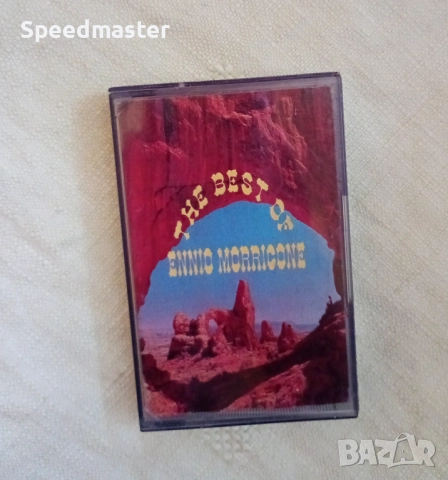 Speedmaster
THE BEST OF
ENNIO MORRICONE
BAZAR